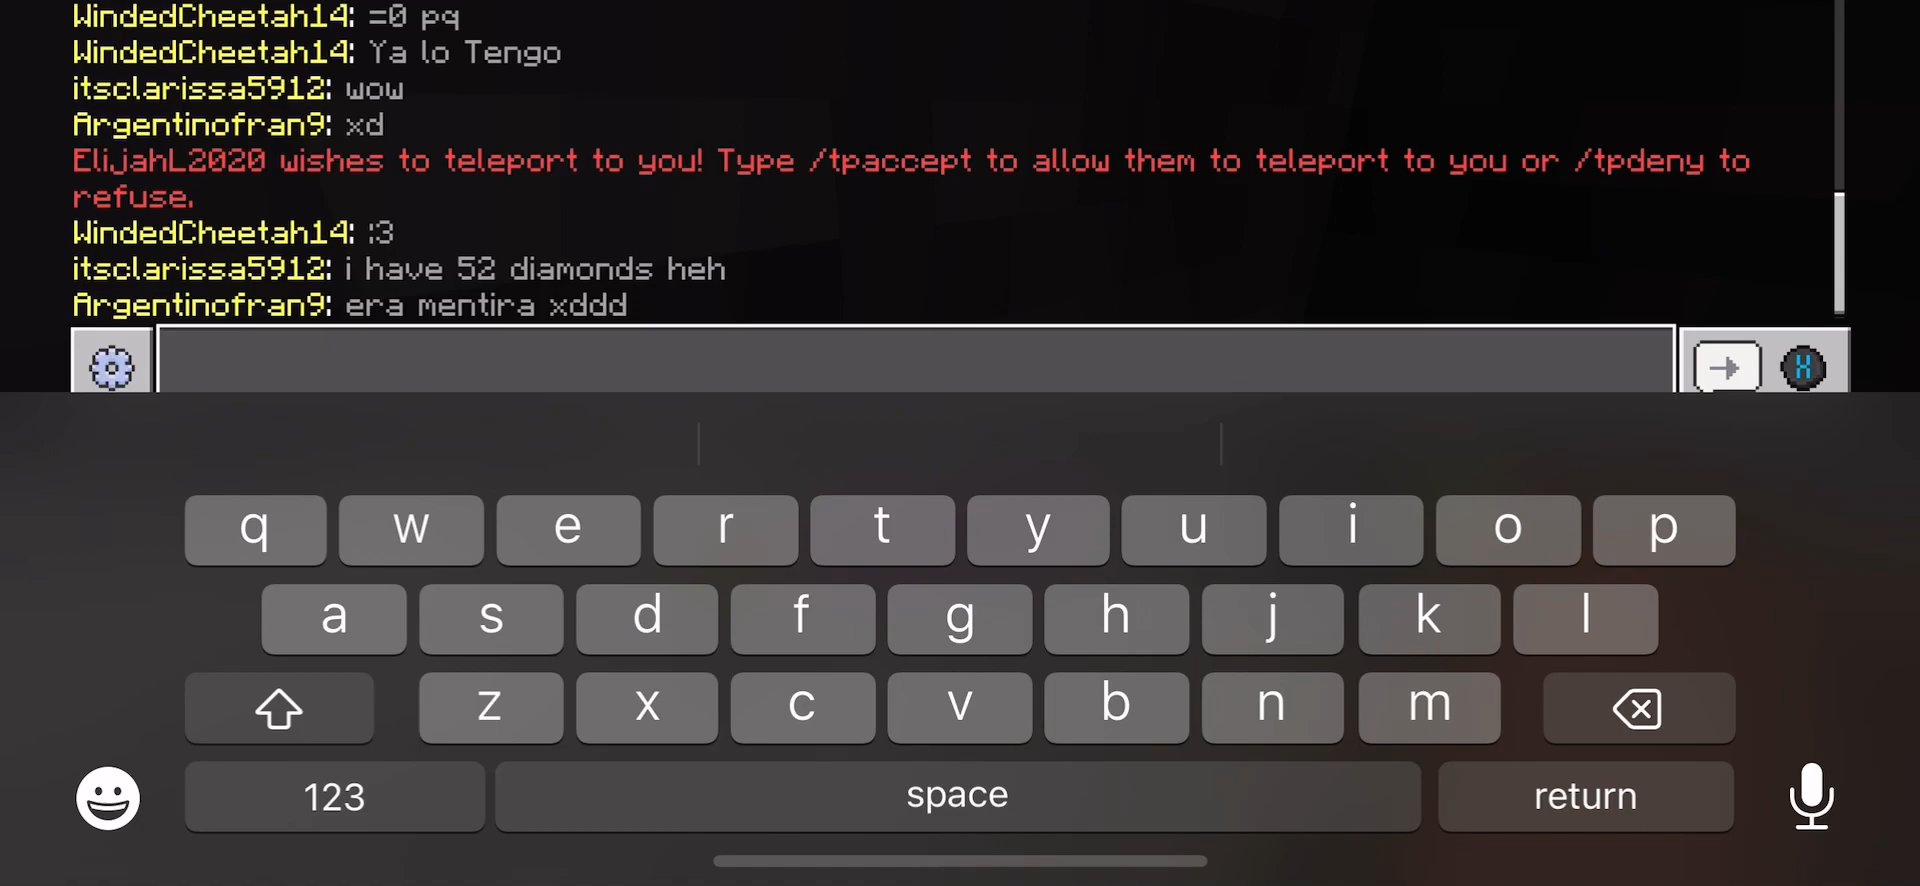 WindedCheetah14: =0 pq
WindedCheetah14: Ya lo Tengo
itsclarissa5912: wow
Argentinofran9: xd
ElijahL2020 wishes to teleport to you! Type /tpaccept to allow them to teleport to you or /tpdeny to
refuse.
WindedCheetah14: :3
itsclarissa5912: i have 52 diamonds heh
Argentinofran9: era mentira xddd
X
q w e r t y u i o p
a s d f g h j k l
z x c v b n m
123 space return